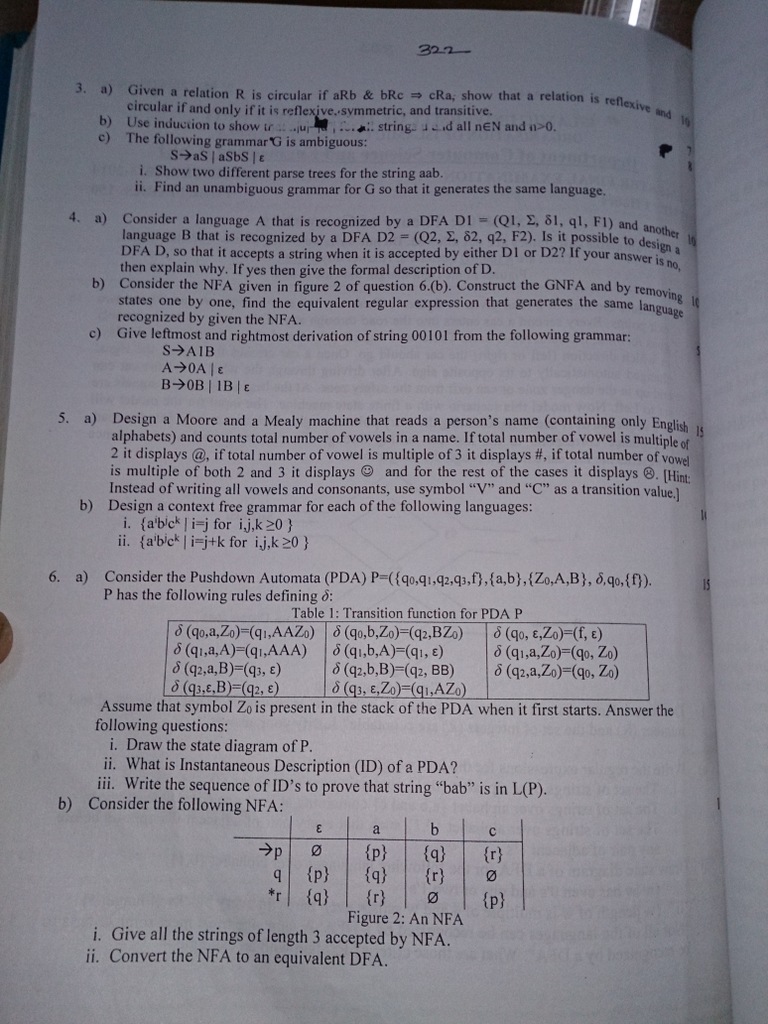 322
3. a) Given a relation R is circular if aRb & bRc ⇒ cRa, show that a relation is reflexive and 10
circular if and only if it is reflexive, symmetric, and transitive.
b) Use induction to show strings and all n∈N and n>0. 7
c) The following grammar G is ambiguous: 8
S→aS | aSbS | ε
i. Show two different parse trees for the string aab.
ii. Find an unambiguous grammar for G so that it generates the same language.
4. a) Consider a language A that is recognized by a DFA D1 = (Q1, Σ, δ1, q1, F1) and another 10
language B that is recognized by a DFA D2 = (Q2, Σ, δ2, q2, F2). Is it possible to design a
DFA D, so that it accepts a string when it is accepted by either D1 or D2? If your answer is no,
then explain why. If yes then give the formal description of D.
b) Consider the NFA given in figure 2 of question 6.(b). Construct the GNFA and by removing 10
states one by one, find the equivalent regular expression that generates the same language
recognized by given the NFA.
c) Give leftmost and rightmost derivation of string 00101 from the following grammar: 5
S→A1B
A→0A | ε
B→0B | 1B | ε
5. a) Design a Moore and a Mealy machine that reads a person's name (containing only English 15
alphabets) and counts total number of vowels in a name. If total number of vowel is multiple of
2 it displays @, if total number of vowel is multiple of 3 it displays #, if total number of vowel
is multiple of both 2 and 3 it displays ☺ and for the rest of the cases it displays ☹. [Hint:
Instead of writing all vowels and consonants, use symbol "V" and "C" as a transition value.]
b) Design a context free grammar for each of the following languages:
i. {aⁱbʲcᵏ | i=j for i,j,k ≥0 }
ii. {aⁱbʲcᵏ | i=j+k for i,j,k ≥0 }
6. a) Consider the Pushdown Automata (PDA) P=({q₀,q₁,q₂,q₃,f},{a,b},{Z₀,A,B}, δ,q₀,{f}). 15
P has the following rules defining δ:
Table 1: Transition function for PDA P
δ (q₀,a,Z₀)=(q₁,AAZ₀) δ (q₀,b,Z₀)=(q₂,BZ₀) δ (q₀, ε,Z₀)=(f, ε)
δ (q₁,a,A)=(q₁,AAA) δ (q₁,b,A)=(q₁, ε) δ (q₁,a,Z₀)=(q₀, Z₀)
δ (q₂,a,B)=(q₃, ε) δ (q₂,b,B)=(q₂, BB) δ (q₂,a,Z₀)=(q₀, Z₀)
δ (q₃,ε,B)=(q₂, ε) δ (q₃, ε,Z₀)=(q₁,AZ₀)
Assume that symbol Z₀ is present in the stack of the PDA when it first starts. Answer the
following questions:
i. Draw the state diagram of P.
ii. What is Instantaneous Description (ID) of a PDA?
iii. Write the sequence of ID's to prove that string "bab" is in L(P).
b) Consider the following NFA:
ε a b c
→p Ø {p} {q} {r}
q {p} {q} {r} Ø
*r {q} {r} Ø {p}
Figure 2: An NFA
i. Give all the strings of length 3 accepted by NFA.
ii. Convert the NFA to an equivalent DFA.